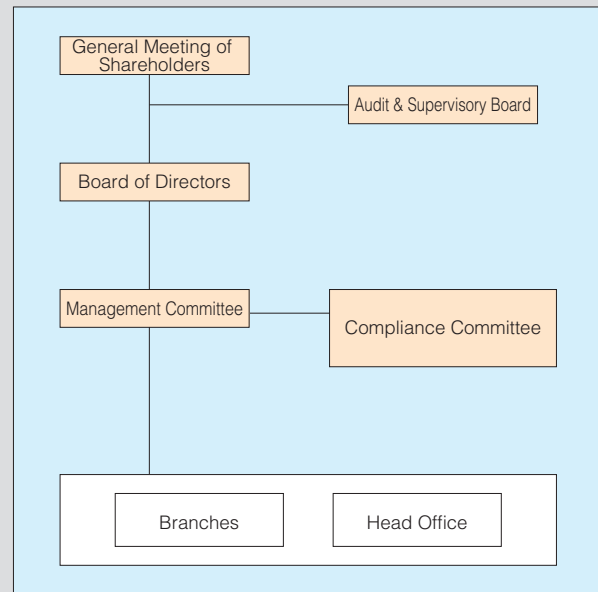 General Meeting of
Shareholders
Audit & Supervisory Board
Board of Directors
Management Committee
Compliance Committee
Branches
Head Office